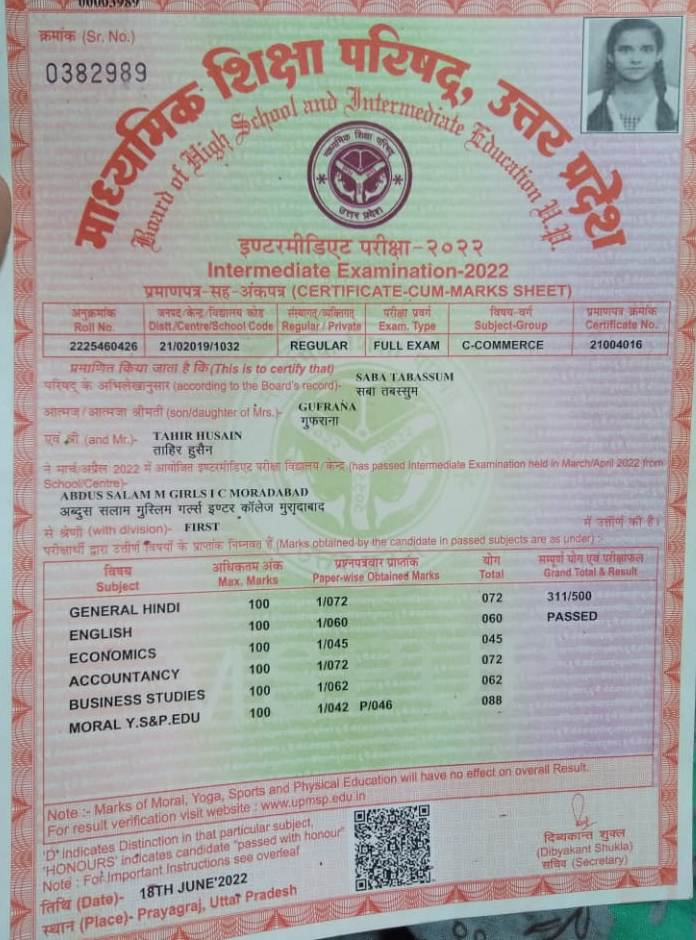 00003989
क्रमांक (Sr. No.)
0382989
माध्यमिक शिक्षा परिषद्, उत्तर प्रदेश
Board of High School and Intermediate Education U.P.
माध्यमिक शिक्षा परिषद
उत्तर प्रदेश
इण्टरमीडिएट परीक्षा-२०२२
Intermediate Examination-2022
प्रमाणपत्र-सह-अंकपत्र (CERTIFICATE-CUM-MARKS SHEET)
अनुक्रमांक जनपद/केन्द्र/विद्यालय कोड संस्थागत/व्यक्तिगत परीक्षा प्रवर्ग विषय-वर्ग प्रमाणपत्र क्रमांक
Roll No. Distt./Centre/School Code Regular / Private Exam. Type Subject-Group Certificate No.
2225460426 21/02019/1032 REGULAR FULL EXAM C-COMMERCE 21004016
प्रमाणित किया जाता है कि (This is to certify that)
परिषद् के अभिलेखानुसार (according to the Board's record)- SABA TABASSUM
सबा तबस्सुम
आत्मज/आत्मजा श्रीमती (son/daughter of Mrs.)- GUFRANA
गुफराना
एवं श्री (and Mr.)- TAHIR HUSAIN
ताहिर हुसैन
ने मार्च/अप्रैल 2022 में आयोजित इण्टरमीडिएट परीक्षा विद्यालय/केन्द्र (has passed Intermediate Examination held in March/April 2022 from
School/Centre)-
ABDUS SALAM M GIRLS I C MORADABAD
अब्दुस सलाम मुस्लिम गर्ल्स इण्टर कॉलेज मुरादाबाद
से श्रेणी (with division)- FIRST में उत्तीर्ण की है।
परीक्षार्थी द्वारा उत्तीर्ण विषयों के प्राप्तांक निम्नवत् हैं (Marks obtained by the candidate in passed subjects are as under) :-
विषय अधिकतम अंक प्रश्नपत्रवार प्राप्तांक योग सम्पूर्ण योग एवं परीक्षाफल
Subject Max. Marks Paper-wise Obtained Marks Total Grand Total & Result
GENERAL HINDI 100 1/072 072 311/500
ENGLISH 100 1/060 060 PASSED
ECONOMICS 100 1/045 045
ACCOUNTANCY 100 1/072 072
BUSINESS STUDIES 100 1/062 062
MORAL Y.S&P.EDU 100 1/042 P/046 088
Note :- Marks of Moral, Yoga, Sports and Physical Education will have no effect on overall Result.
For result verification visit website : www.upmsp.edu.in
'D' indicates Distinction in that particular subject,
'HONOURS' indicates candidate "passed with honour"
Note : For Important Instructions see overleaf
तिथि (Date)- 18TH JUNE'2022
स्थान (Place)- Prayagraj, Uttar Pradesh
दिब्यकान्त शुक्ल
(Dibyakant Shukla)
सचिव (Secretary)